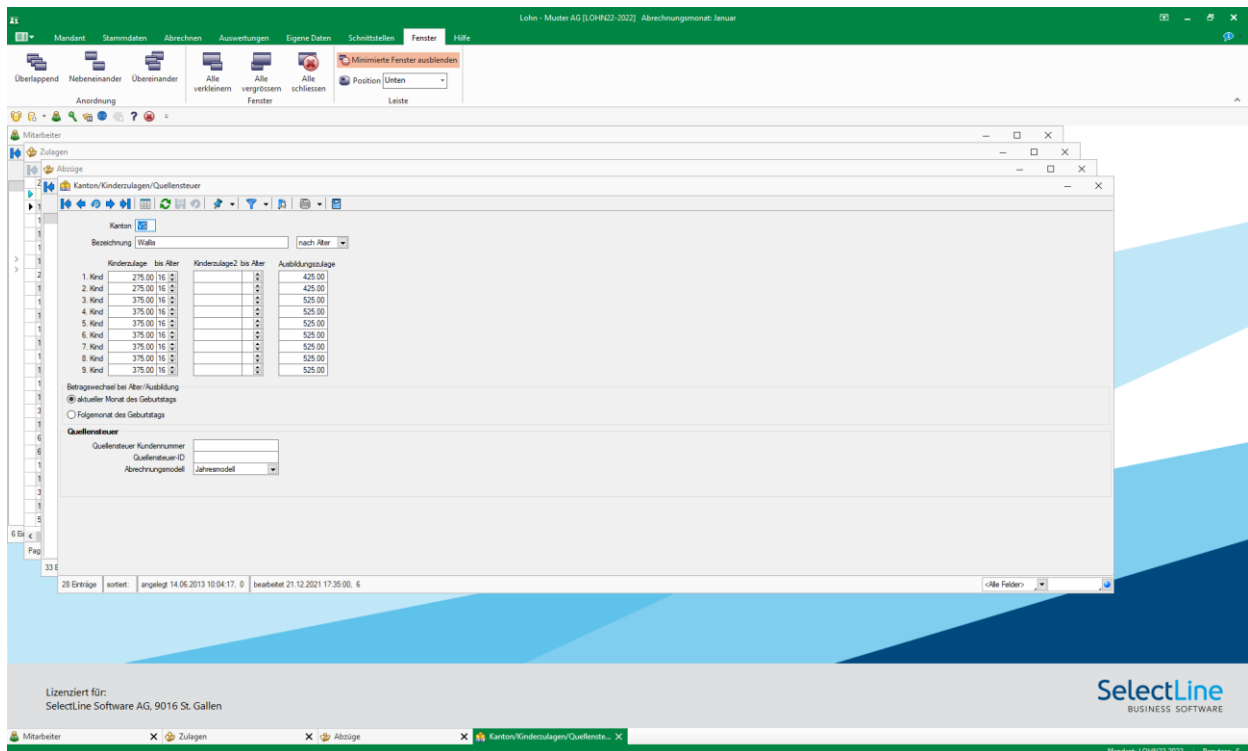 Lohn - Muster AG [LOHN22-2022] Abrechnungsmonat: Januar
Mandant Stammdaten Abrechnen Auswertungen Eigene Daten Schnittstellen Fenster Hilfe
Überlappend Nebeneinander Übereinander Alle verkleinern Alle vergrössern Alle schliessen
Minimierte Fenster ausblenden
Position Unten
Anordnung Fenster Leiste
Mitarbeiter
Zulagen
Abzüge
Kanton/Kinderzulagen/Quellensteuer
Kanton VS
Bezeichnung Wallis nach Alter
Kinderzulage bis Alter Kinderzulage2 bis Alter Ausbildungszulage
1. Kind 275.00 16 425.00
2. Kind 275.00 16 425.00
3. Kind 375.00 16 525.00
4. Kind 375.00 16 525.00
5. Kind 375.00 16 525.00
6. Kind 375.00 16 525.00
7. Kind 375.00 16 525.00
8. Kind 375.00 16 525.00
9. Kind 375.00 16 525.00
Betragswechsel bei Alter/Ausbildung
aktueller Monat des Geburtstags
Folgemonat des Geburtstags
Quellensteuer
Quellensteuer Kundennummer
Quellensteuer-ID
Abrechnungsmodell Jahresmodell
6 Ei
Pag
33 E
28 Einträge sortiert: angelegt 14.06.2013 10:04:17, 0 bearbeitet 21.12.2021 17:35:00, 6 <Alle Felder>
Lizenziert für:
SelectLine Software AG, 9016 St. Gallen
SelectLine
BUSINESS SOFTWARE
Mitarbeiter X Zulagen X Abzüge X Kanton/Kinderzulagen/Quellenste... X